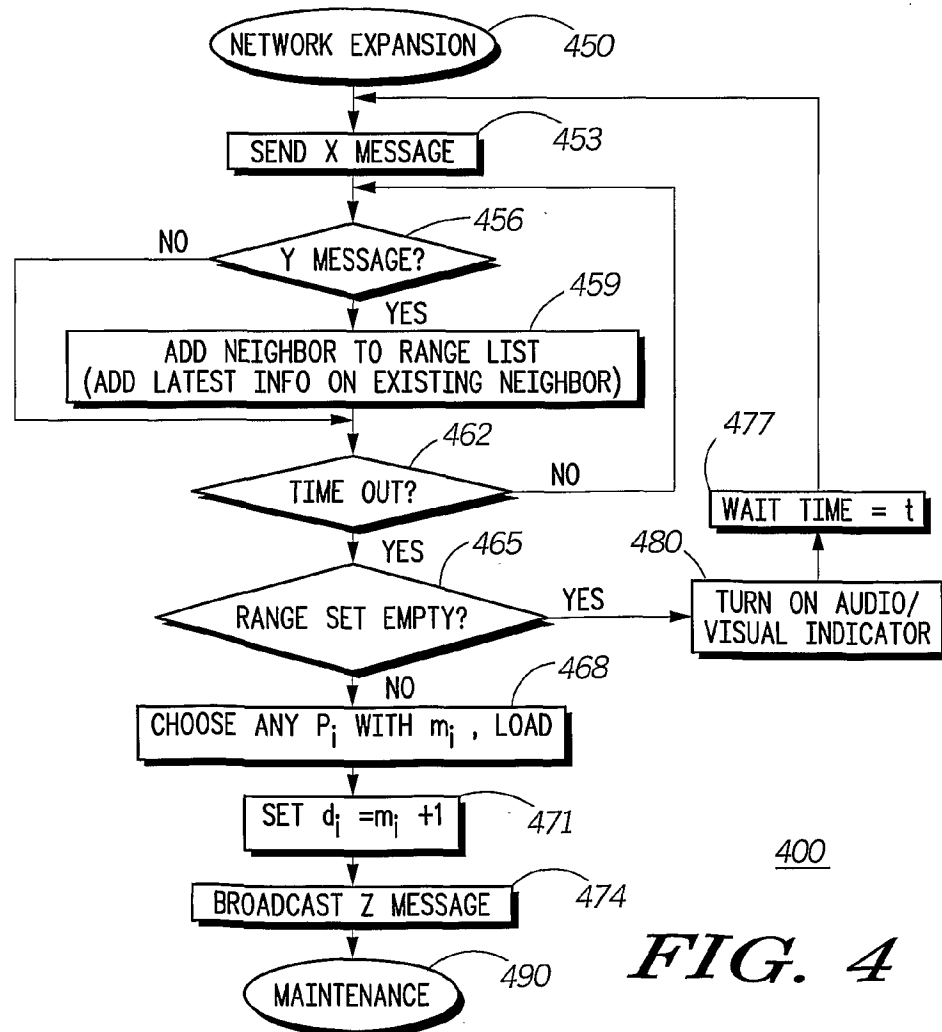 NETWORK EXPANSION
450
SEND X MESSAGE
453
456
NO
Y MESSAGE?
YES
459
ADD NEIGHBOR TO RANGE LIST
(ADD LATEST INFO ON EXISTING NEIGHBOR)
462
TIME OUT?
NO
477
WAIT TIME = t
YES
465
480
RANGE SET EMPTY?
YES
TURN ON AUDIO/
VISUAL INDICATOR
NO
468
CHOOSE ANY Pi WITH mi , LOAD
SET di =mi +1
471
400
BROADCAST Z MESSAGE
474
MAINTENANCE
490
FIG. 4